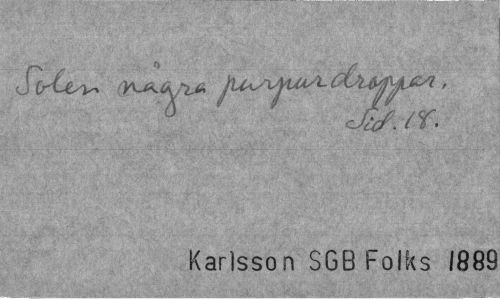 Solen några purpurdroppar.
Sid. 18.
Karlsson SGB Folks 1889